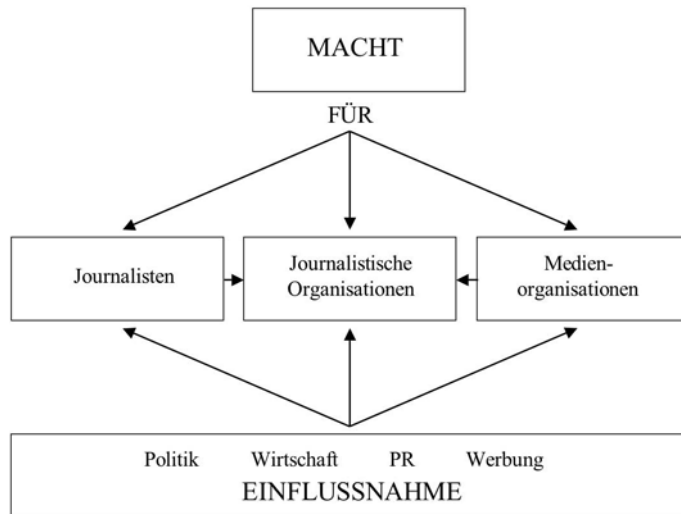 MACHT
FÜR
Journalisten
Journalistische
Organisationen
Medien-
organisationen
Politik Wirtschaft PR Werbung
EINFLUSSNAHME